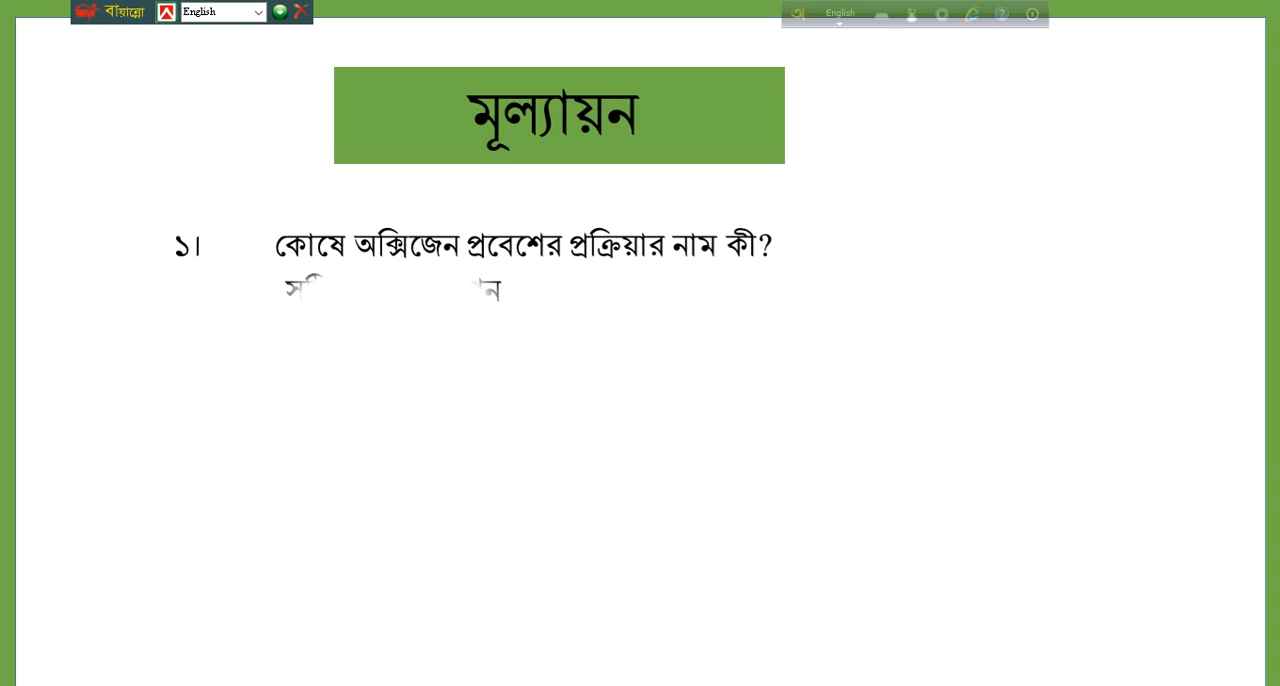 বায়ান্নো
English
অ
English
মূল্যায়ন
১। কোষে অক্সিজেন প্রবেশের প্রক্রিয়ার নাম কী?